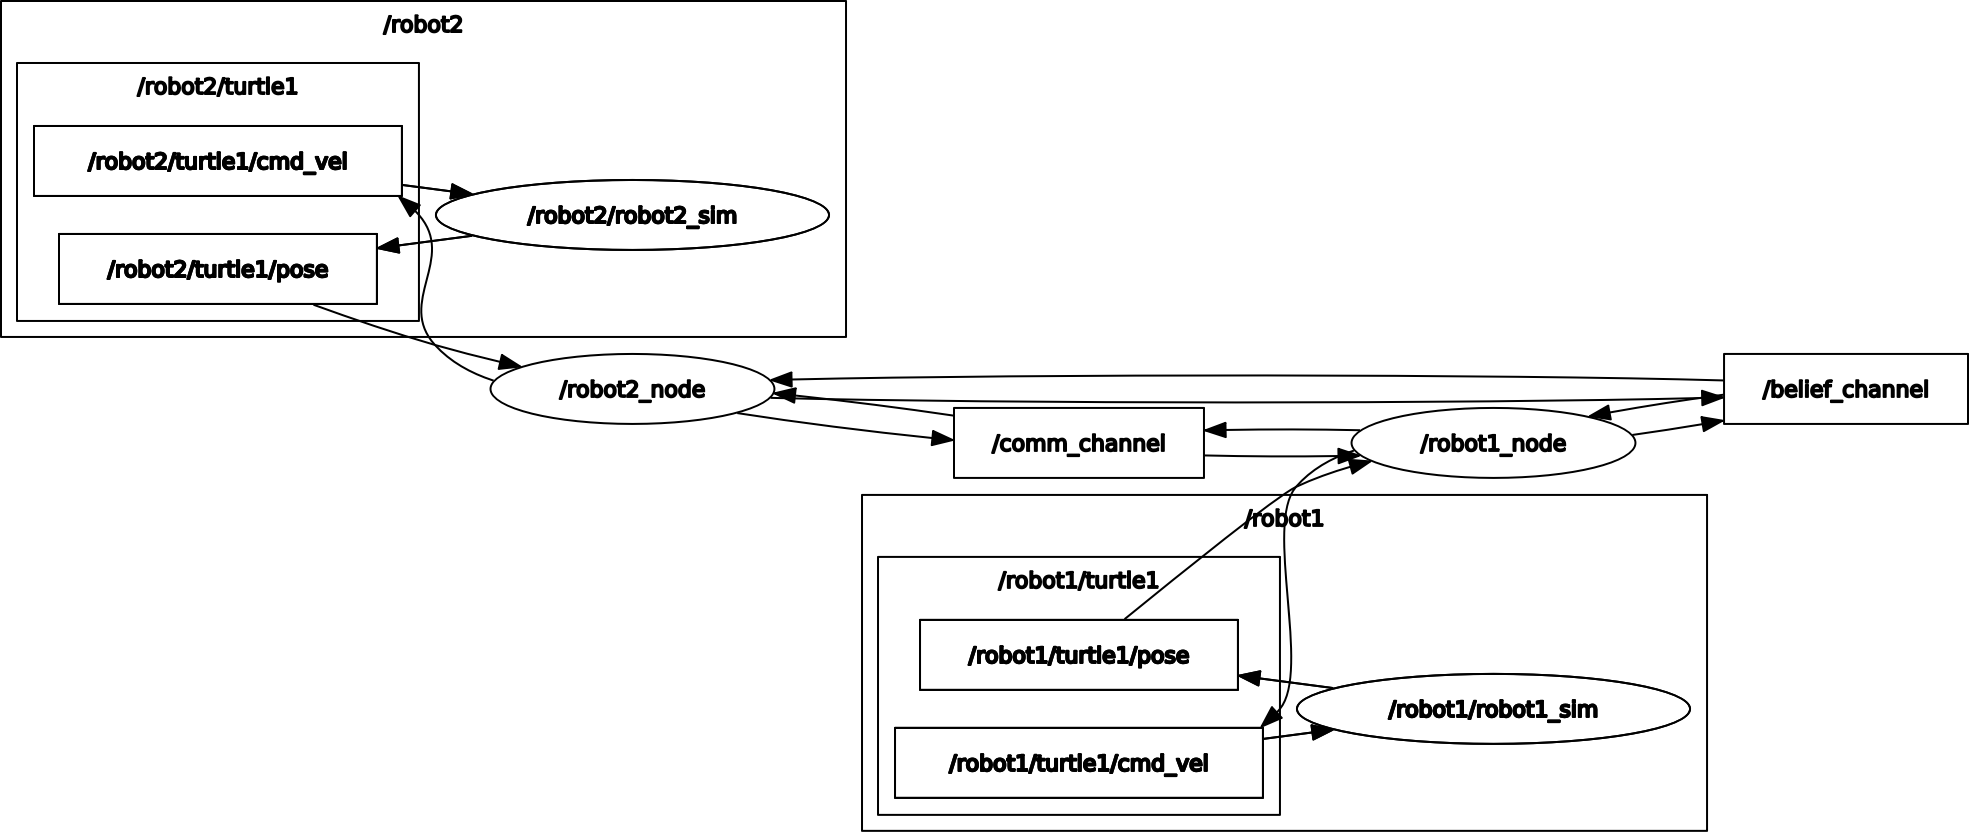 /robot2
/robot2/turtle1
/robot2/turtle1/cmd_vel
/robot2/robot2_sim
/robot2/turtle1/pose
/robot2_node
/belief_channel
/comm_channel
/robot1_node
/robot1
/robot1/turtle1
/robot1/turtle1/pose
/robot1/robot1_sim
/robot1/turtle1/cmd_vel